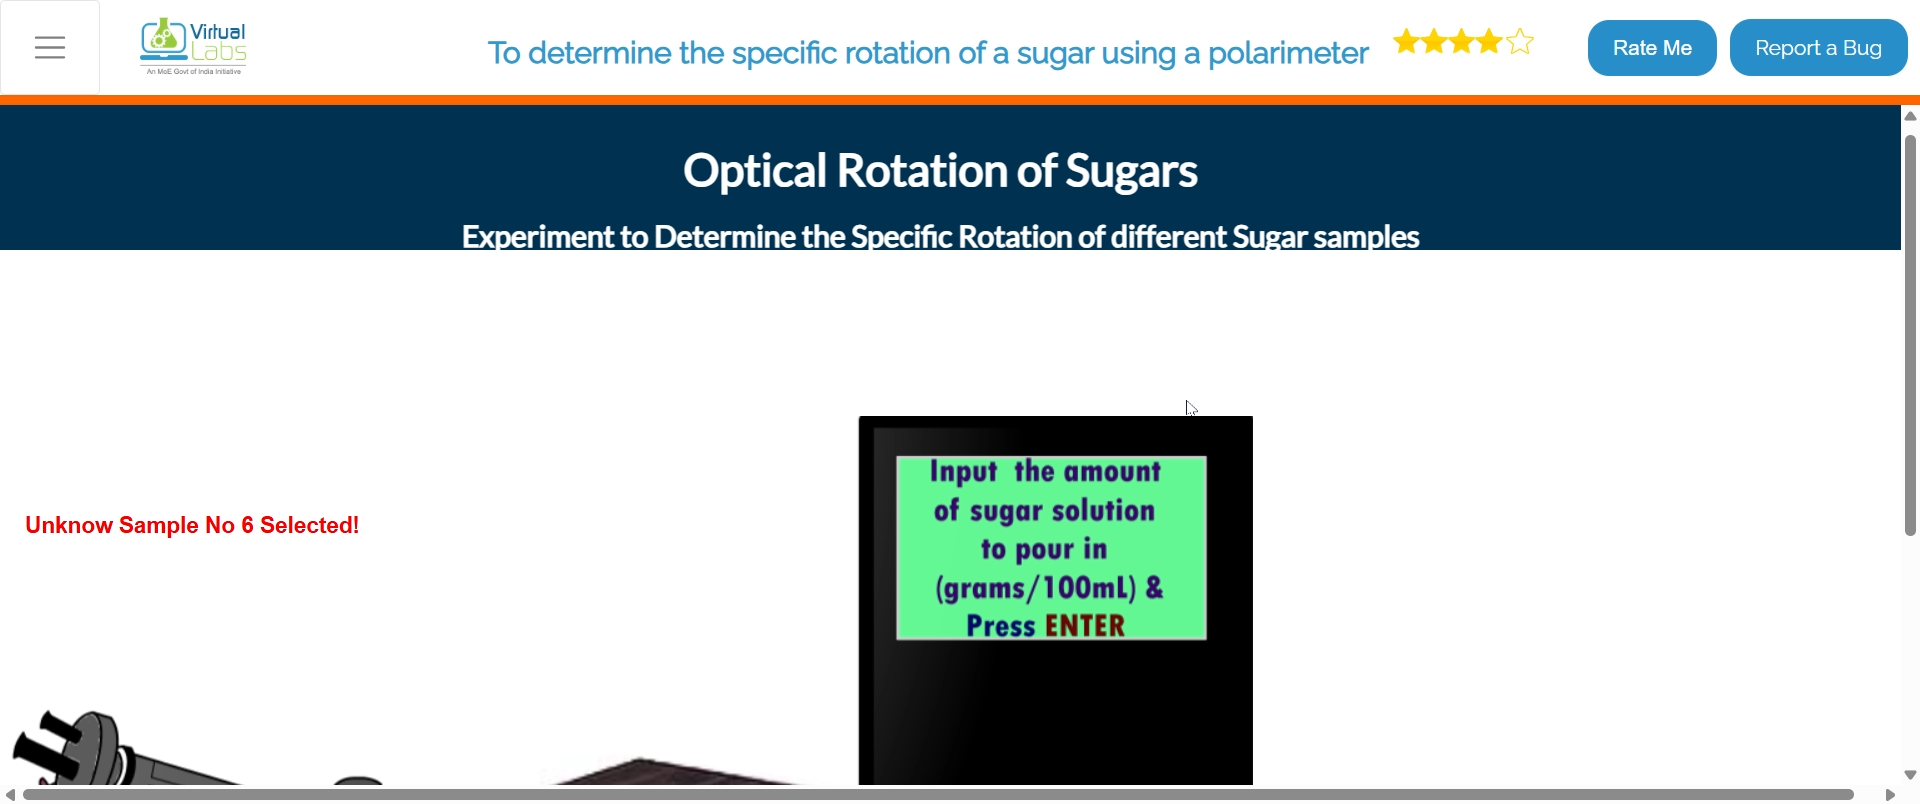 Virtual
Labs
An MoE Govt of India Initiative
To determine the specific rotation of a sugar using a polarimeter
Rate Me
Report a Bug
Optical Rotation of Sugars
Experiment to Determine the Specific Rotation of different Sugar samples
Unknow Sample No 6 Selected!
Input the amount
of sugar solution
to pour in
(grams/100mL) &
Press ENTER